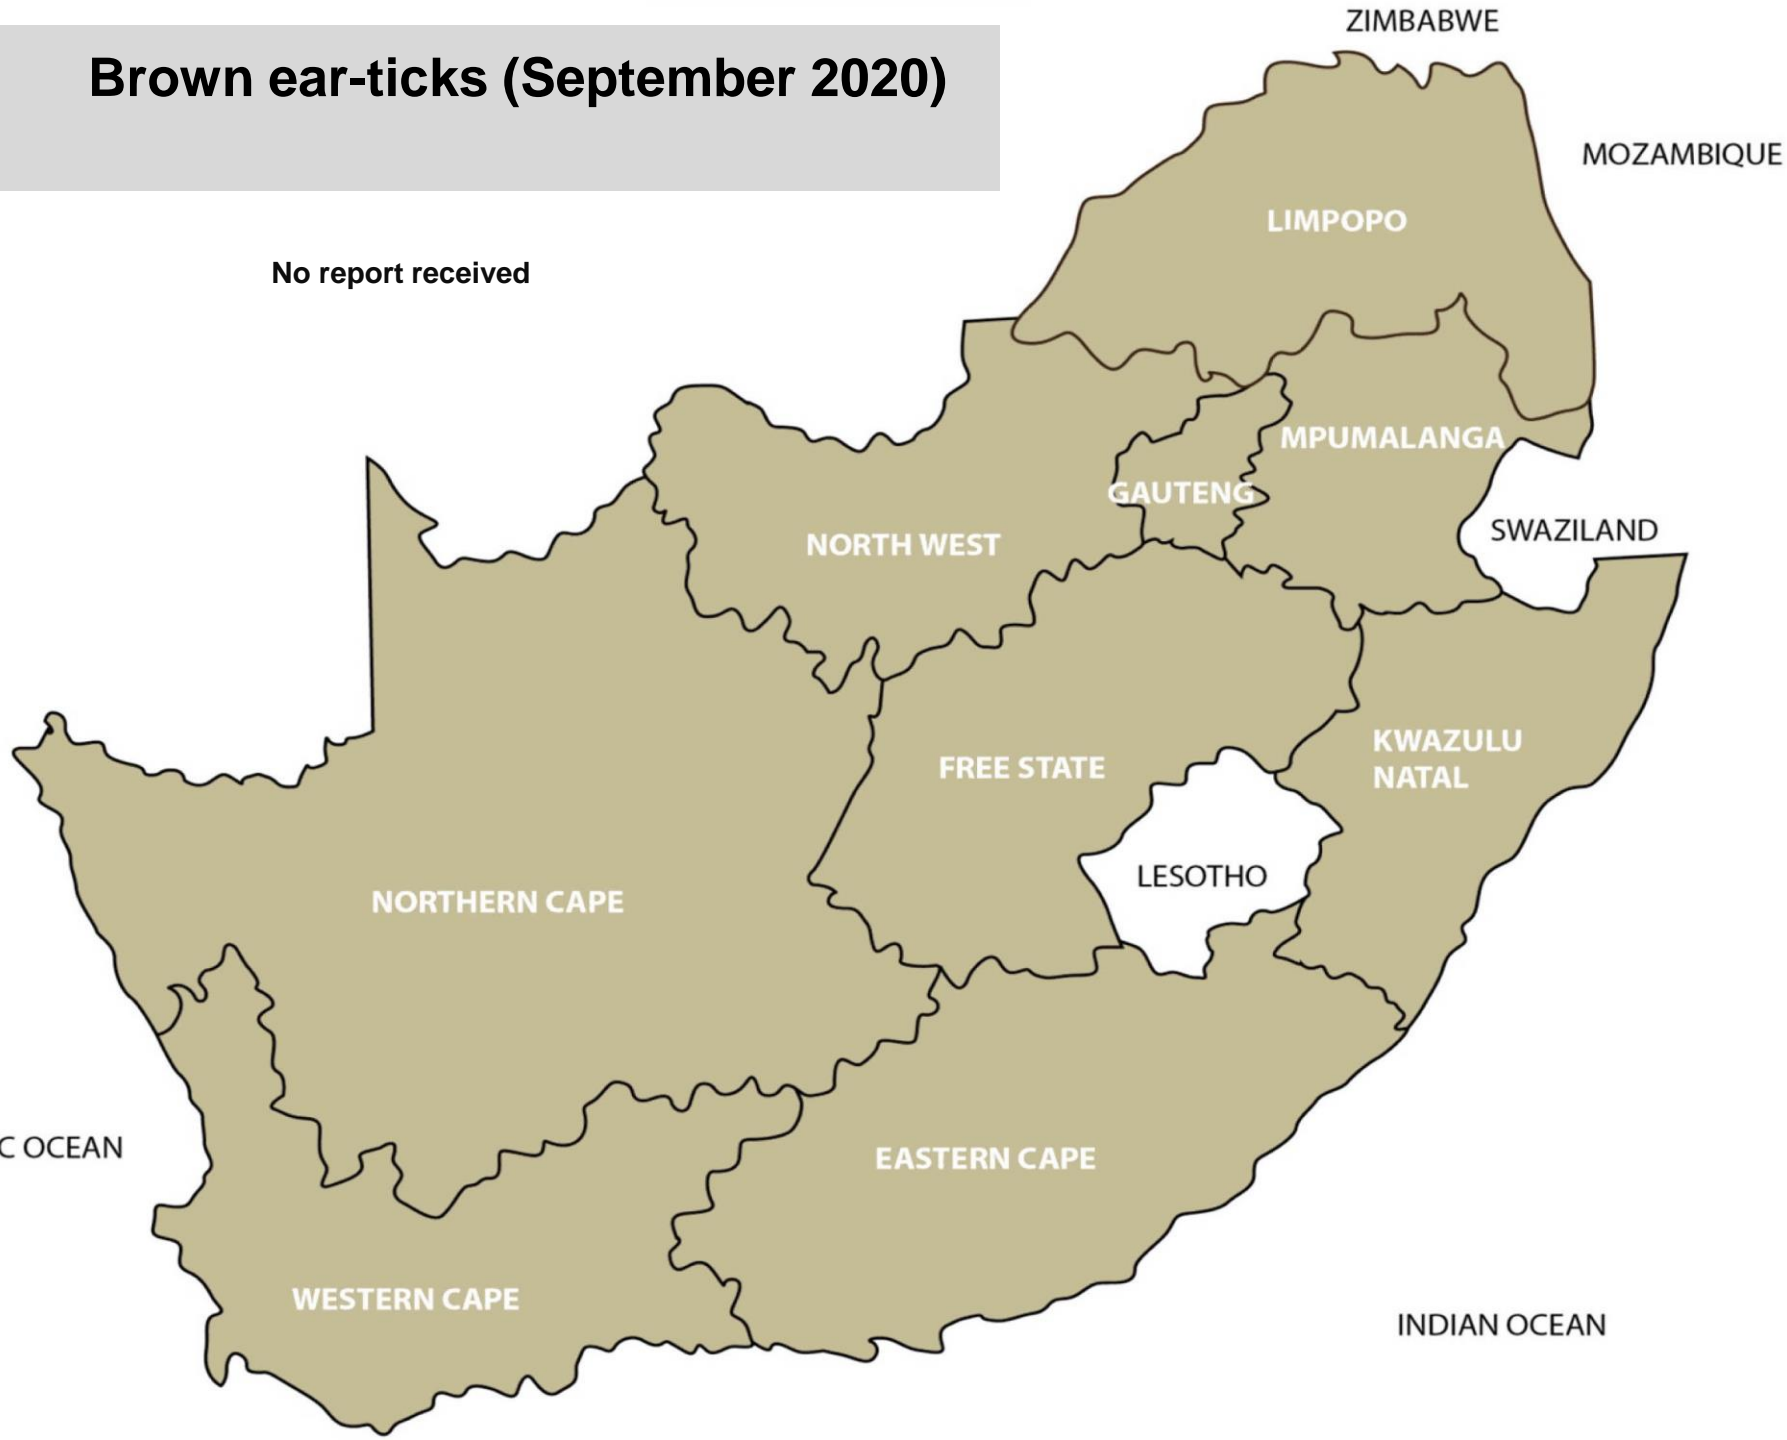 ZIMBABWE
Brown ear-ticks (September 2020)
MOZAMBIQUE
LIMPOPO
No report received
MPUMALANGA
GAUTENG
SWAZILAND
NORTH WEST
KWAZULU
NATAL
FREE STATE
LESOTHO
NORTHERN CAPE
C OCEAN
EASTERN CAPE
WESTERN CAPE
INDIAN OCEAN